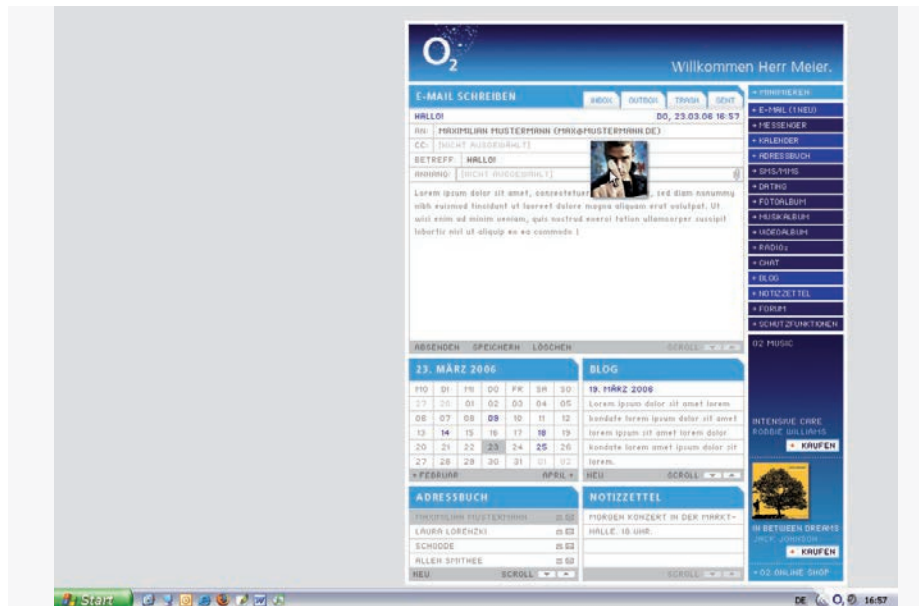 O₂
Willkommen Herr Meier.
E-MAIL SCHREIBEN
INBOX OUTBOX TRASH SENT
HALLO! DO, 23.03.06 16:57
AN: MAXIMILIAN MUSTERMANN (MAX@MUSTERMANN.DE)
CC: [NICHT AUSGEWÄHLT]
BETREFF: HALLO!
ANHANG: [NICHT AUSGEWÄHLT]
Lorem ipsum dolor sit amet, consectetuer sed diam nonummy
nibh euismod tincidunt ut laoreet dolore magna aliquam erat volutpat. Ut
wisi enim ad minim veniam, quis nostrud exerci tation ullamcorper suscipit
lobortis nisl ut aliquip ex ea commodo |
ABSENDEN SPEICHERN LÖSCHEN SCROLL
+ MINIMIEREN
+ E-MAIL (1 NEU)
+ MESSENGER
+ KALENDER
+ ADRESSBUCH
+ SMS/MMS
+ DATING
+ FOTOALBUM
+ MUSIKALBUM
+ VIDEOALBUM
+ RADIO2
+ CHAT
+ BLOG
+ NOTIZZETTEL
+ FORUM
+ SCHUTZFUNKTIONEN
23. MÄRZ 2006
MO DI MI DO FR SA SO
27 28 01 02 03 04 05
06 07 08 09 10 11 12
13 14 15 16 17 18 19
20 21 22 23 24 25 26
27 28 29 30 31 01 02
+ FEBRUAR APRIL +
BLOG
19. MÄRZ 2006
Lorem ipsum dolor sit amet lorem
kondate lorem ipsum dolor sit amet
lorem ipsum dolor sit amet lorem dolor
kondate lorem amet ipsum dolor sit
lorem.
NEU SCROLL
ADRESSBUCH
MAXIMILIAN MUSTERMANN
LAURA LORENZKI
SCHODDE
ALLEN SMITHEE
NEU SCROLL
NOTIZZETTEL
MORGEN KONZERT IN DER MARKT-
HALLE. 18 UHR.
SCROLL
O2 MUSIC
INTENSIVE CARE
ROBBIE WILLIAMS
+ KAUFEN
IN BETWEEN DREAMS
JACK JOHNSON
+ KAUFEN
+ O2 ONLINE SHOP
Start DE O₂ 16:57